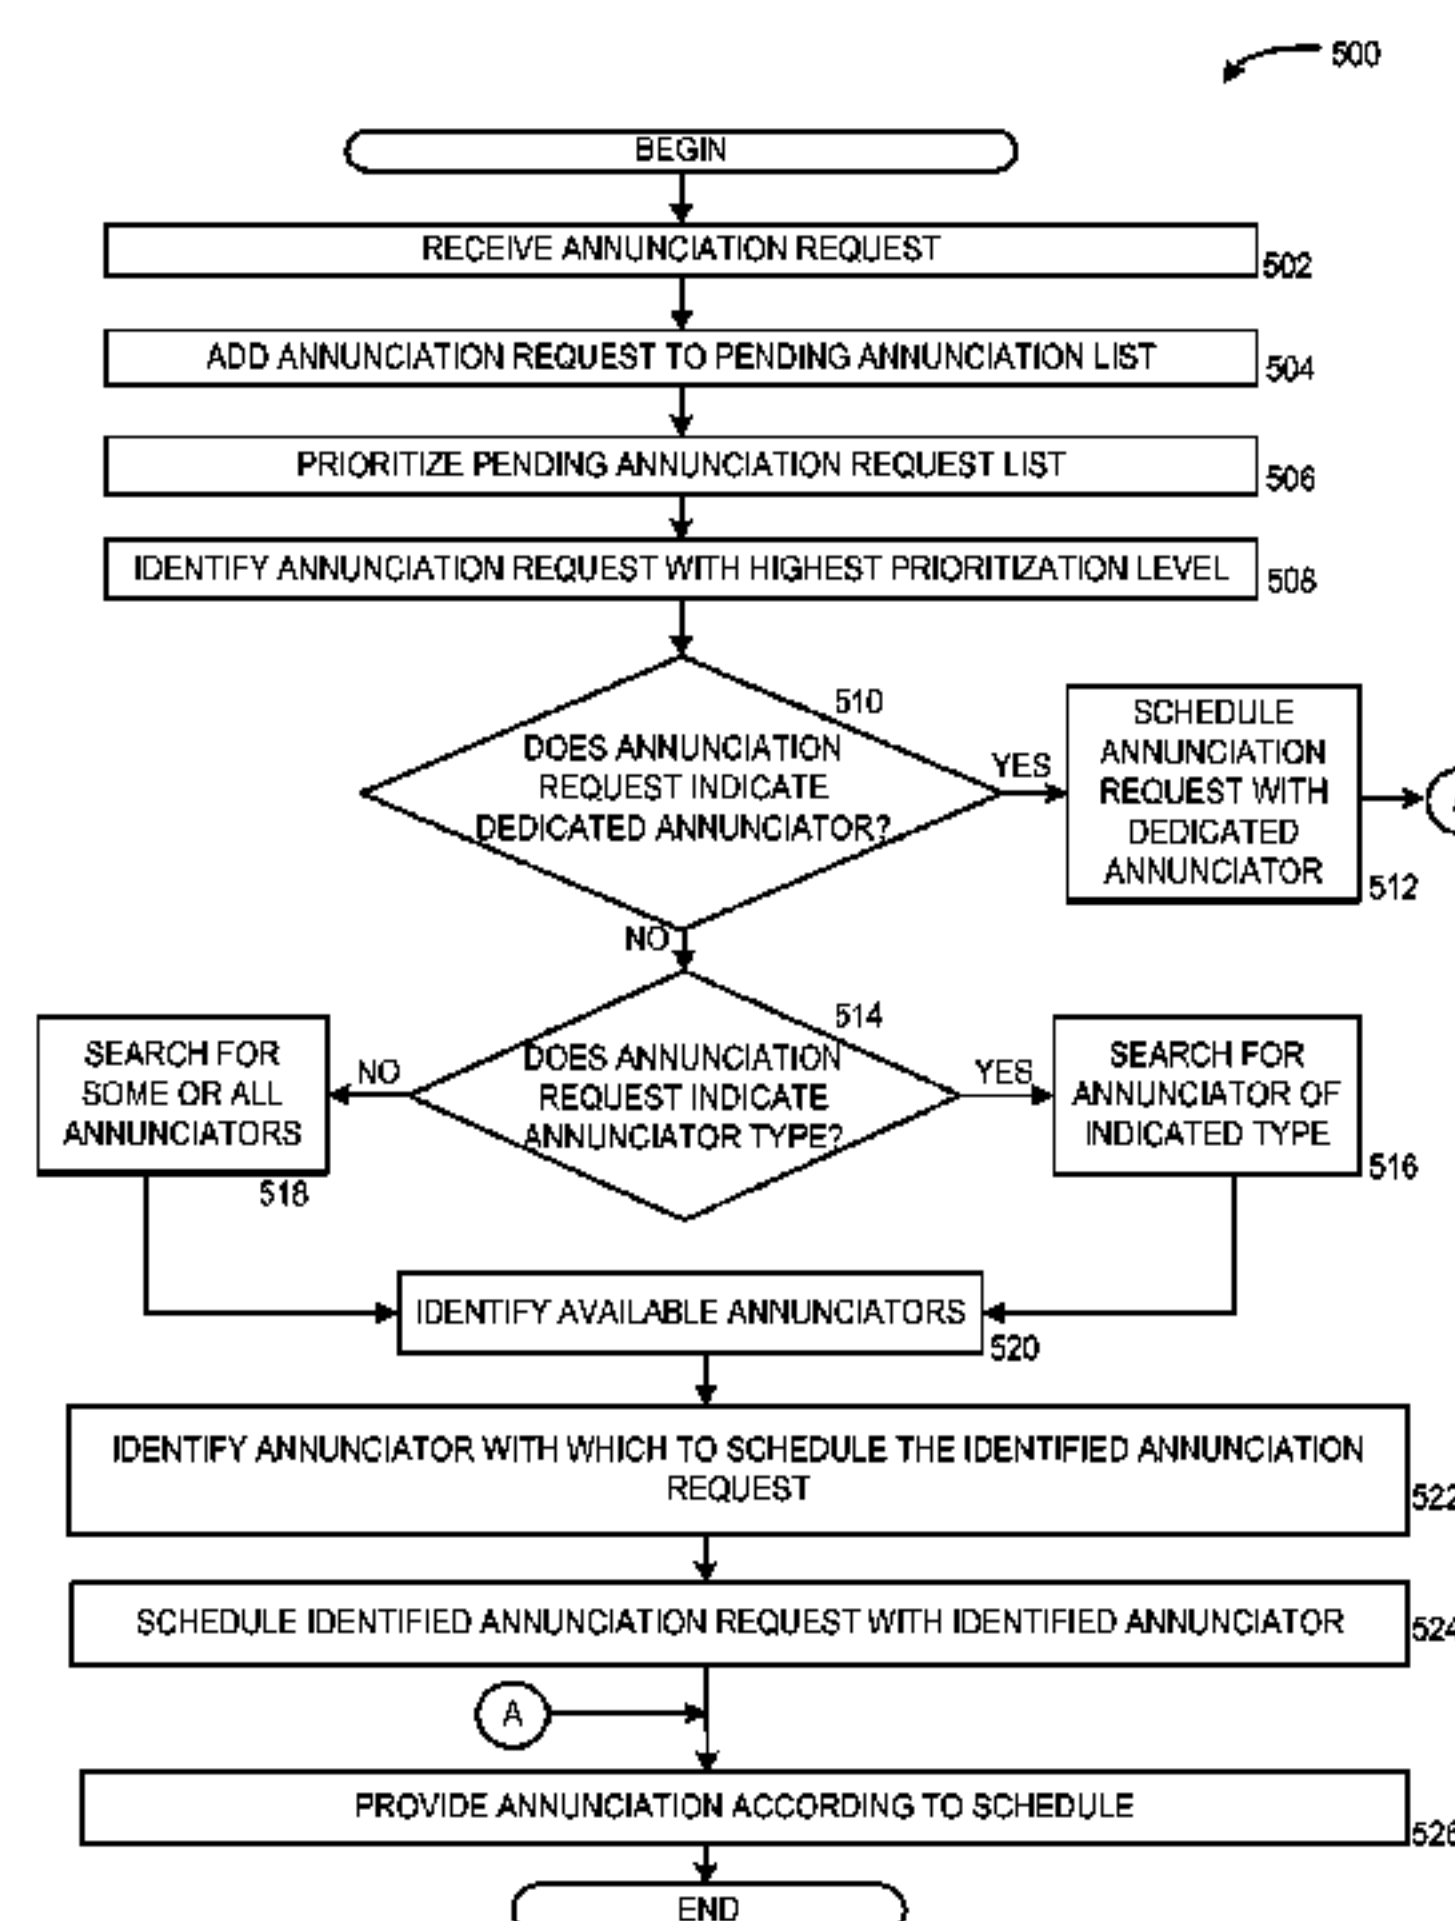 500
BEGIN
RECEIVE ANNUNCIATION REQUEST
502
ADD ANNUNCIATION REQUEST TO PENDING ANNUNCIATION LIST
504
PRIORITIZE PENDING ANNUNCIATION REQUEST LIST
506
IDENTIFY ANNUNCIATION REQUEST WITH HIGHEST PRIORITIZATION LEVEL
508
510
DOES ANNUNCIATION
REQUEST INDICATE
DEDICATED ANNUNCIATOR?
YES
SCHEDULE
ANNUNCIATION
REQUEST WITH
DEDICATED
ANNUNCIATOR
512
NO
514
DOES ANNUNCIATION
REQUEST INDICATE
ANNUNCIATOR TYPE?
NO
SEARCH FOR
SOME OR ALL
ANNUNCIATORS
518
YES
SEARCH FOR
ANNUNCIATOR OF
INDICATED TYPE
516
IDENTIFY AVAILABLE ANNUNCIATORS
520
IDENTIFY ANNUNCIATOR WITH WHICH TO SCHEDULE THE IDENTIFIED ANNUNCIATION
REQUEST
522
SCHEDULE IDENTIFIED ANNUNCIATION REQUEST WITH IDENTIFIED ANNUNCIATOR
524
A
PROVIDE ANNUNCIATION ACCORDING TO SCHEDULE
526
END